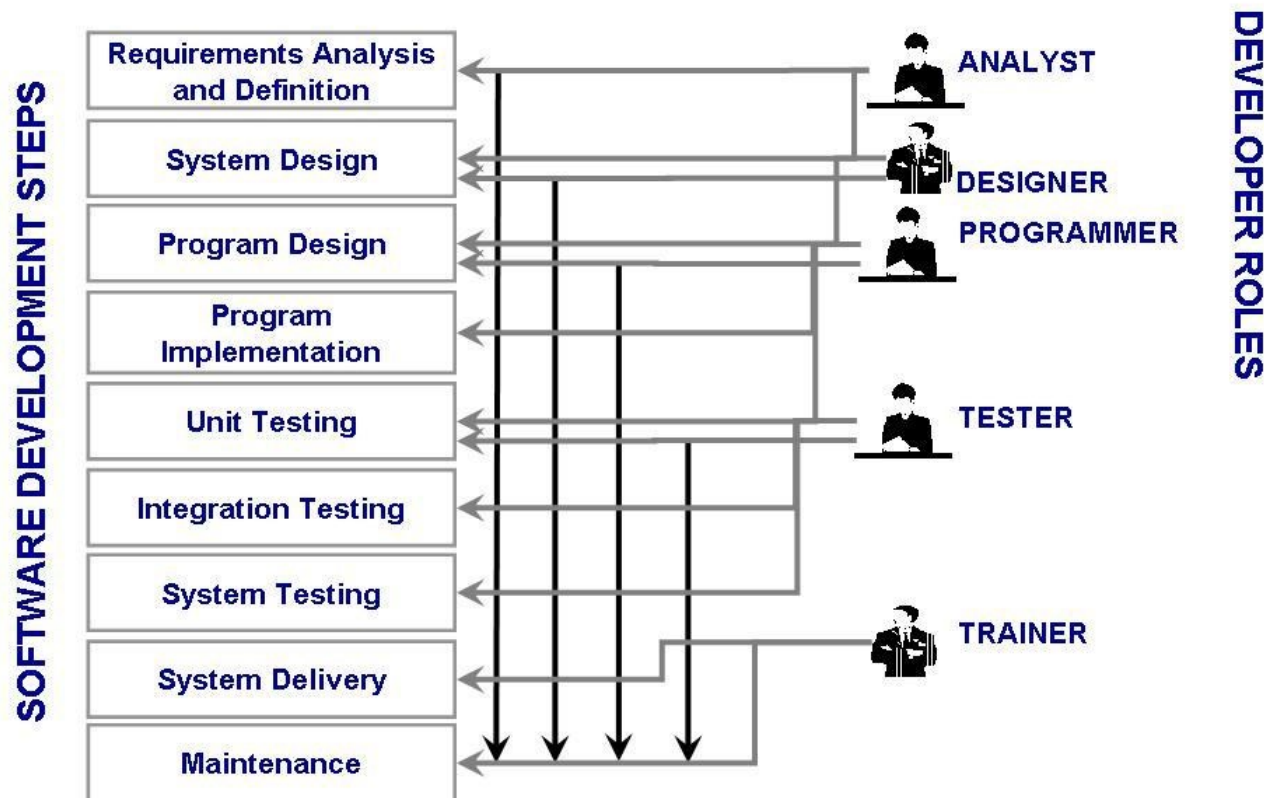 SOFTWARE DEVELOPMENT STEPS
Requirements Analysis
and Definition
System Design
Program Design
Program
Implementation
Unit Testing
Integration Testing
System Testing
System Delivery
Maintenance
ANALYST
DESIGNER
PROGRAMMER
TESTER
TRAINER
DEVELOPER ROLES